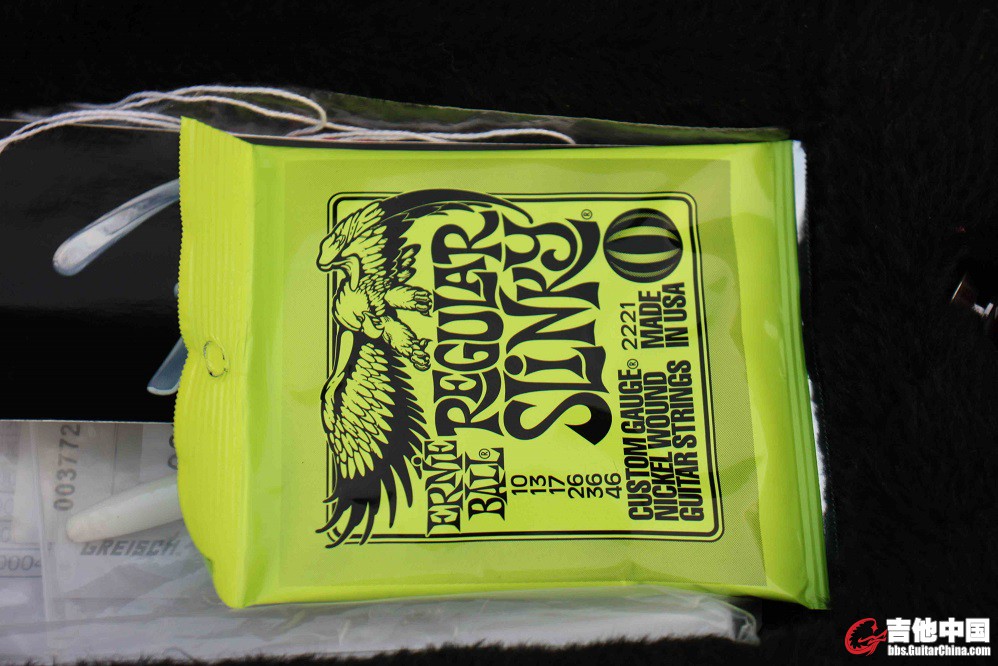 ERNIE
BALL®
REGULAR
SLiNKY®
10
13
17
26
36
46
CUSTOM GAUGE® 2221
NICKEL WOUND MADE
GUITAR STRINGS IN USA
003772
GRETSCH
吉他中国
bbs.GuitarChina.com